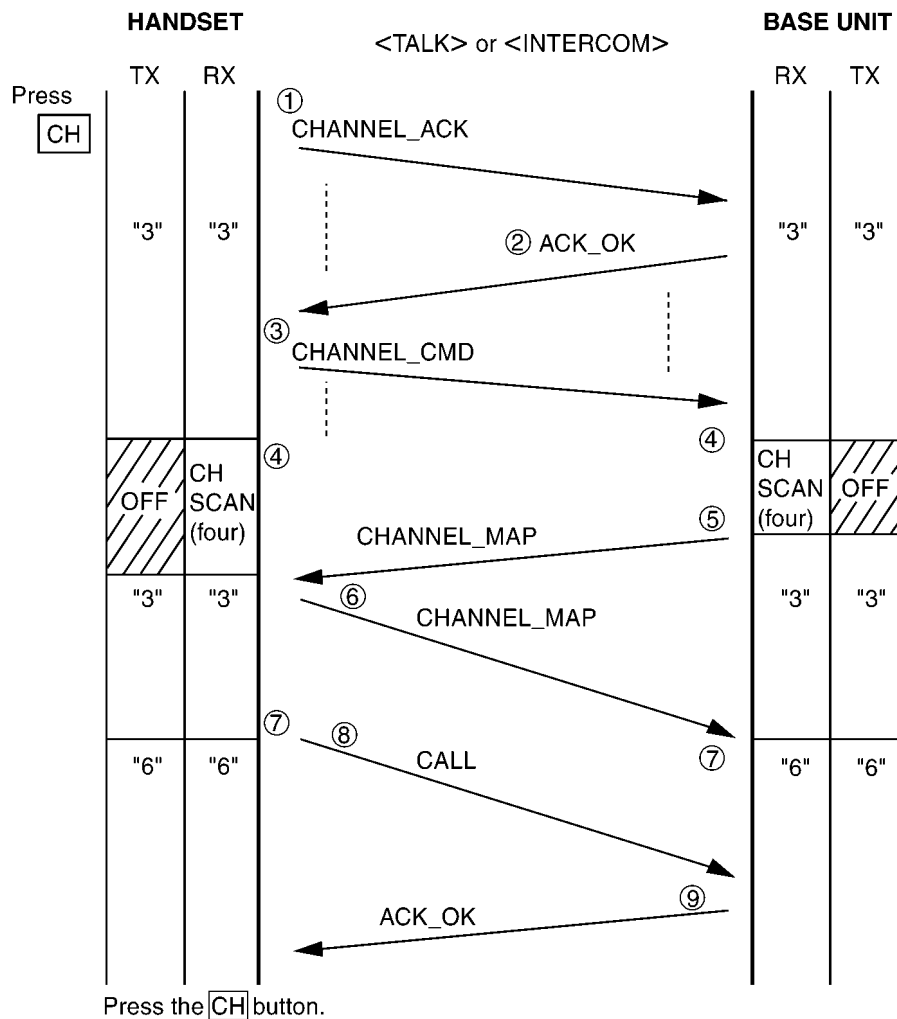 HANDSET
<TALK> or <INTERCOM>
BASE UNIT
TX RX
RX TX
Press
CH
①
CHANNEL_ACK
"3" "3"
"3" "3"
② ACK_OK
③
CHANNEL_CMD
④
④
OFF
CH
SCAN
(four)
CH
SCAN
(four)
OFF
⑤
CHANNEL_MAP
"3" "3"
⑥
"3" "3"
CHANNEL_MAP
⑦
⑧
⑦
"6" "6"
CALL
"6" "6"
⑨
ACK_OK
Press the CH button.